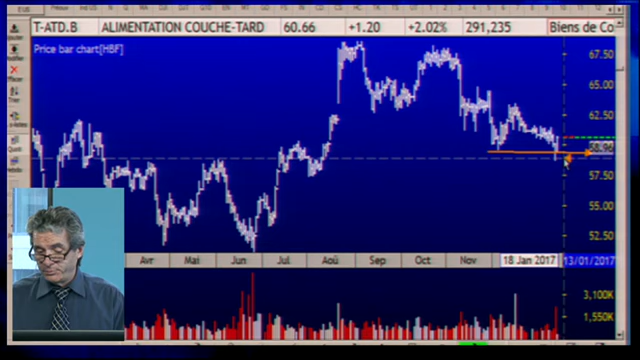 T-ATD.B ALIMENTATION COUCHE-TARD 60.66 +1.20 +2.02% 291,235 Biens de Co
Price bar chart[HBF]
67.50
65.00
62.50
58.96
57.50
55.00
52.50
Avr Mai Jun Jul Aoû Sep Oct Nov 18 Jan 2017 13/01/2017
3,100K
1,550K